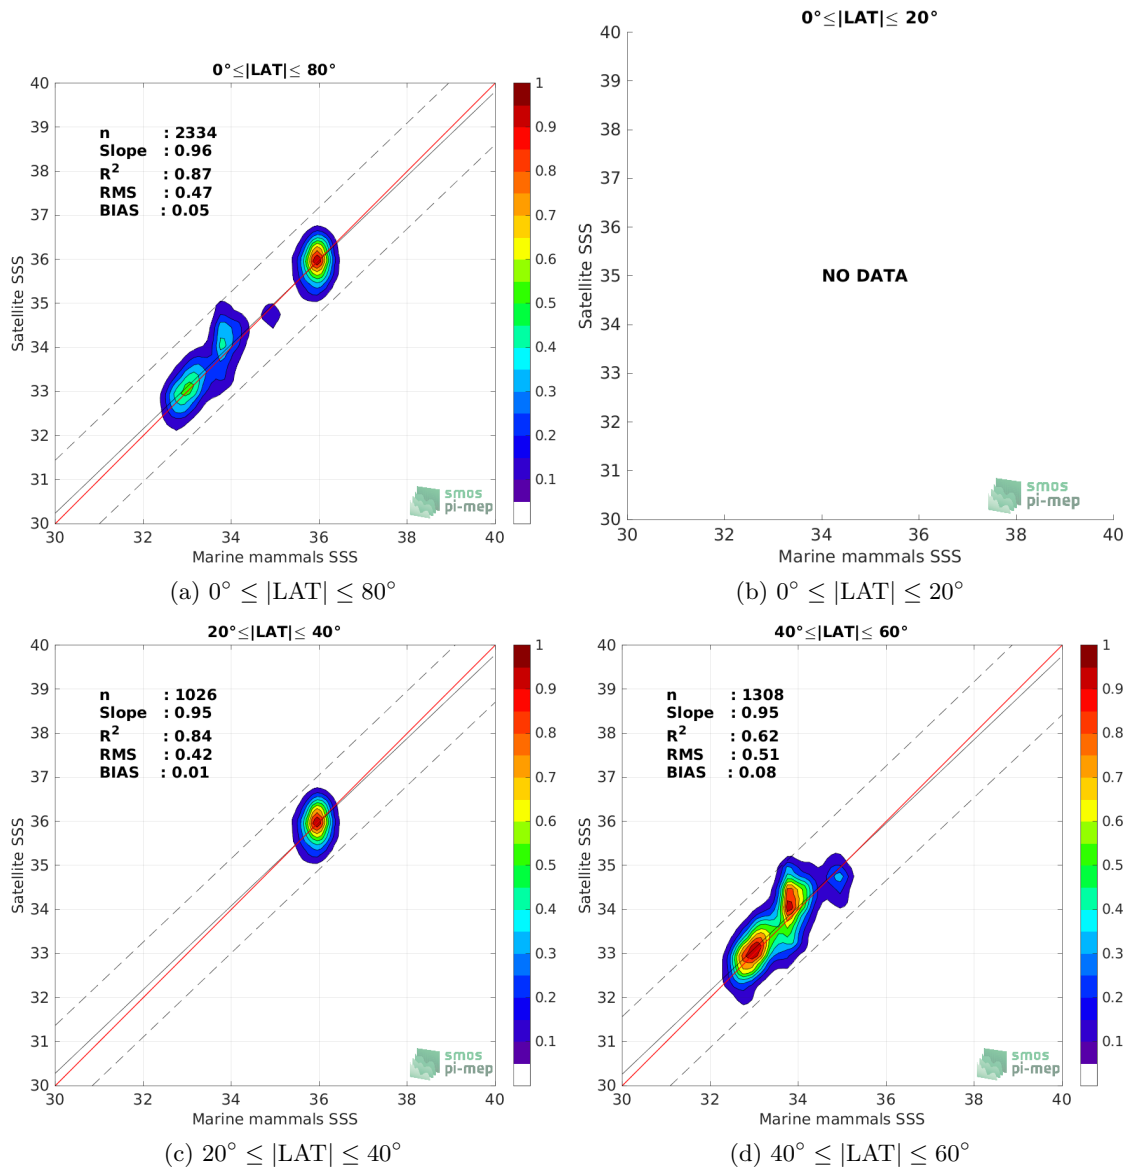 0°≤|LAT|≤ 80°
40
39
38
37
36
35
34
33
32
31
30
Satellite SSS
n : 2334
Slope : 0.96
R² : 0.87
RMS : 0.47
BIAS : 0.05
smos
pi-mep
30 32 34 36 38 40
Marine mammals SSS
1
0.9
0.8
0.7
0.6
0.5
0.4
0.3
0.2
0.1
(a) 0° ≤ |LAT| ≤ 80°
0°≤|LAT|≤ 20°
40
39
38
37
36
35
34
33
32
31
30
Satellite SSS
NO DATA
smos
pi-mep
30 32 34 36 38 40
Marine mammals SSS
(b) 0° ≤ |LAT| ≤ 20°
20°≤|LAT|≤ 40°
40
39
38
37
36
35
34
33
32
31
30
Satellite SSS
n : 1026
Slope : 0.95
R² : 0.84
RMS : 0.42
BIAS : 0.01
smos
pi-mep
30 32 34 36 38 40
Marine mammals SSS
1
0.9
0.8
0.7
0.6
0.5
0.4
0.3
0.2
0.1
(c) 20° ≤ |LAT| ≤ 40°
40°≤|LAT|≤ 60°
40
39
38
37
36
35
34
33
32
31
30
Satellite SSS
n : 1308
Slope : 0.95
R² : 0.62
RMS : 0.51
BIAS : 0.08
smos
pi-mep
30 32 34 36 38 40
Marine mammals SSS
1
0.9
0.8
0.7
0.6
0.5
0.4
0.3
0.2
0.1
(d) 40° ≤ |LAT| ≤ 60°